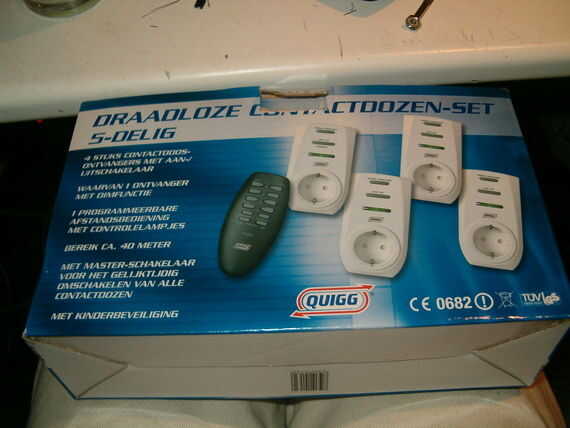 DRAADLOZE CONTACTDOZEN-SET
5-DELIG
4 STUKS CONTACTDOOS-
ONTVANGERS MET AAN-/
UITSCHAKELAAR
WAARVAN 1 ONTVANGER
MET DIMFUNCTIE
1 PROGRAMMEERBARE
AFSTANDSBEDIENING
MET CONTROLELAMPJES
BEREIK CA. 40 METER
MET MASTER-SCHAKELAAR
VOOR HET GELIJKTIJDIG
OMSCHAKELEN VAN ALLE
CONTACTDOZEN
MET KINDERBEVEILIGING
QUIGG
CE 0682
TÜV GS